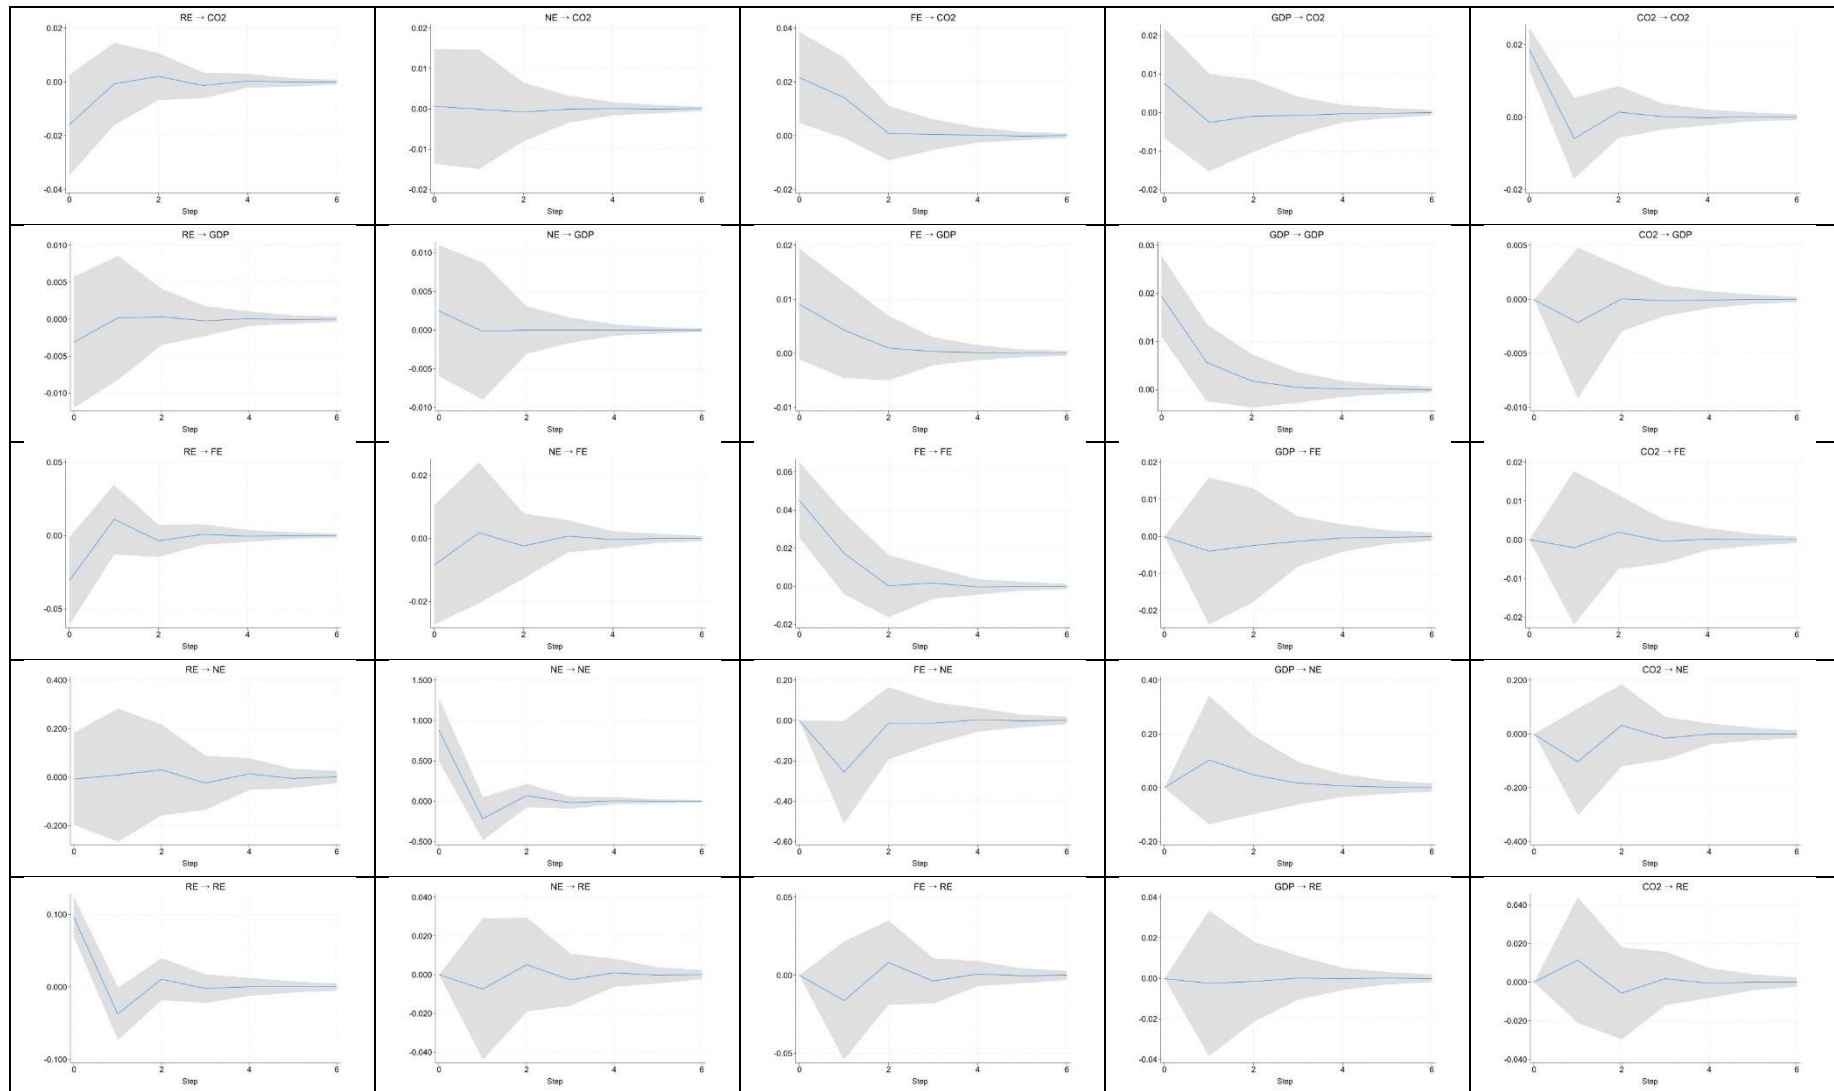 RE → CO2
0.02
0.00
-0.02
-0.04
0 2 4 6
Step
NE → CO2
0.02
0.01
0.00
-0.01
-0.02
0 2 4 6
Step
FE → CO2
0.04
0.02
0.00
-0.02
0 2 4 6
Step
GDP → CO2
0.02
0.01
0.00
-0.01
-0.02
0 2 4 6
Step
CO2 → CO2
0.02
0.00
-0.02
0 2 4 6
Step
RE → GDP
0.010
0.005
0.000
-0.005
-0.010
0 2 4 6
Step
NE → GDP
0.010
0.005
0.000
-0.005
-0.010
0 2 4 6
Step
FE → GDP
0.02
0.01
0.00
-0.01
0 2 4 6
Step
GDP → GDP
0.03
0.02
0.01
0.00
0 2 4 6
Step
CO2 → GDP
0.005
0.000
-0.005
-0.010
0 2 4 6
Step
RE → FE
0.05
0.00
-0.05
0 2 4 6
Step
NE → FE
0.02
0.00
-0.02
0 2 4 6
Step
FE → FE
0.06
0.04
0.02
0.00
-0.02
0 2 4 6
Step
GDP → FE
0.02
0.01
0.00
-0.01
-0.02
0 2 4 6
Step
CO2 → FE
0.02
0.01
0.00
-0.01
-0.02
0 2 4 6
Step
RE → NE
0.400
0.200
0.000
-0.200
0 2 4 6
Step
NE → NE
1.500
1.000
0.500
0.000
-0.500
0 2 4 6
Step
FE → NE
0.20
0.00
-0.20
-0.40
-0.60
0 2 4 6
Step
GDP → NE
0.40
0.20
0.00
-0.20
0 2 4 6
Step
CO2 → NE
0.200
0.000
-0.200
-0.400
0 2 4 6
Step
RE → RE
0.100
0.000
-0.100
0 2 4 6
Step
NE → RE
0.040
0.020
0.000
-0.020
-0.040
0 2 4 6
Step
FE → RE
0.05
0.00
-0.05
0 2 4 6
Step
GDP → RE
0.04
0.02
0.00
-0.02
-0.04
0 2 4 6
Step
CO2 → RE
0.040
0.020
0.000
-0.020
-0.040
0 2 4 6
Step